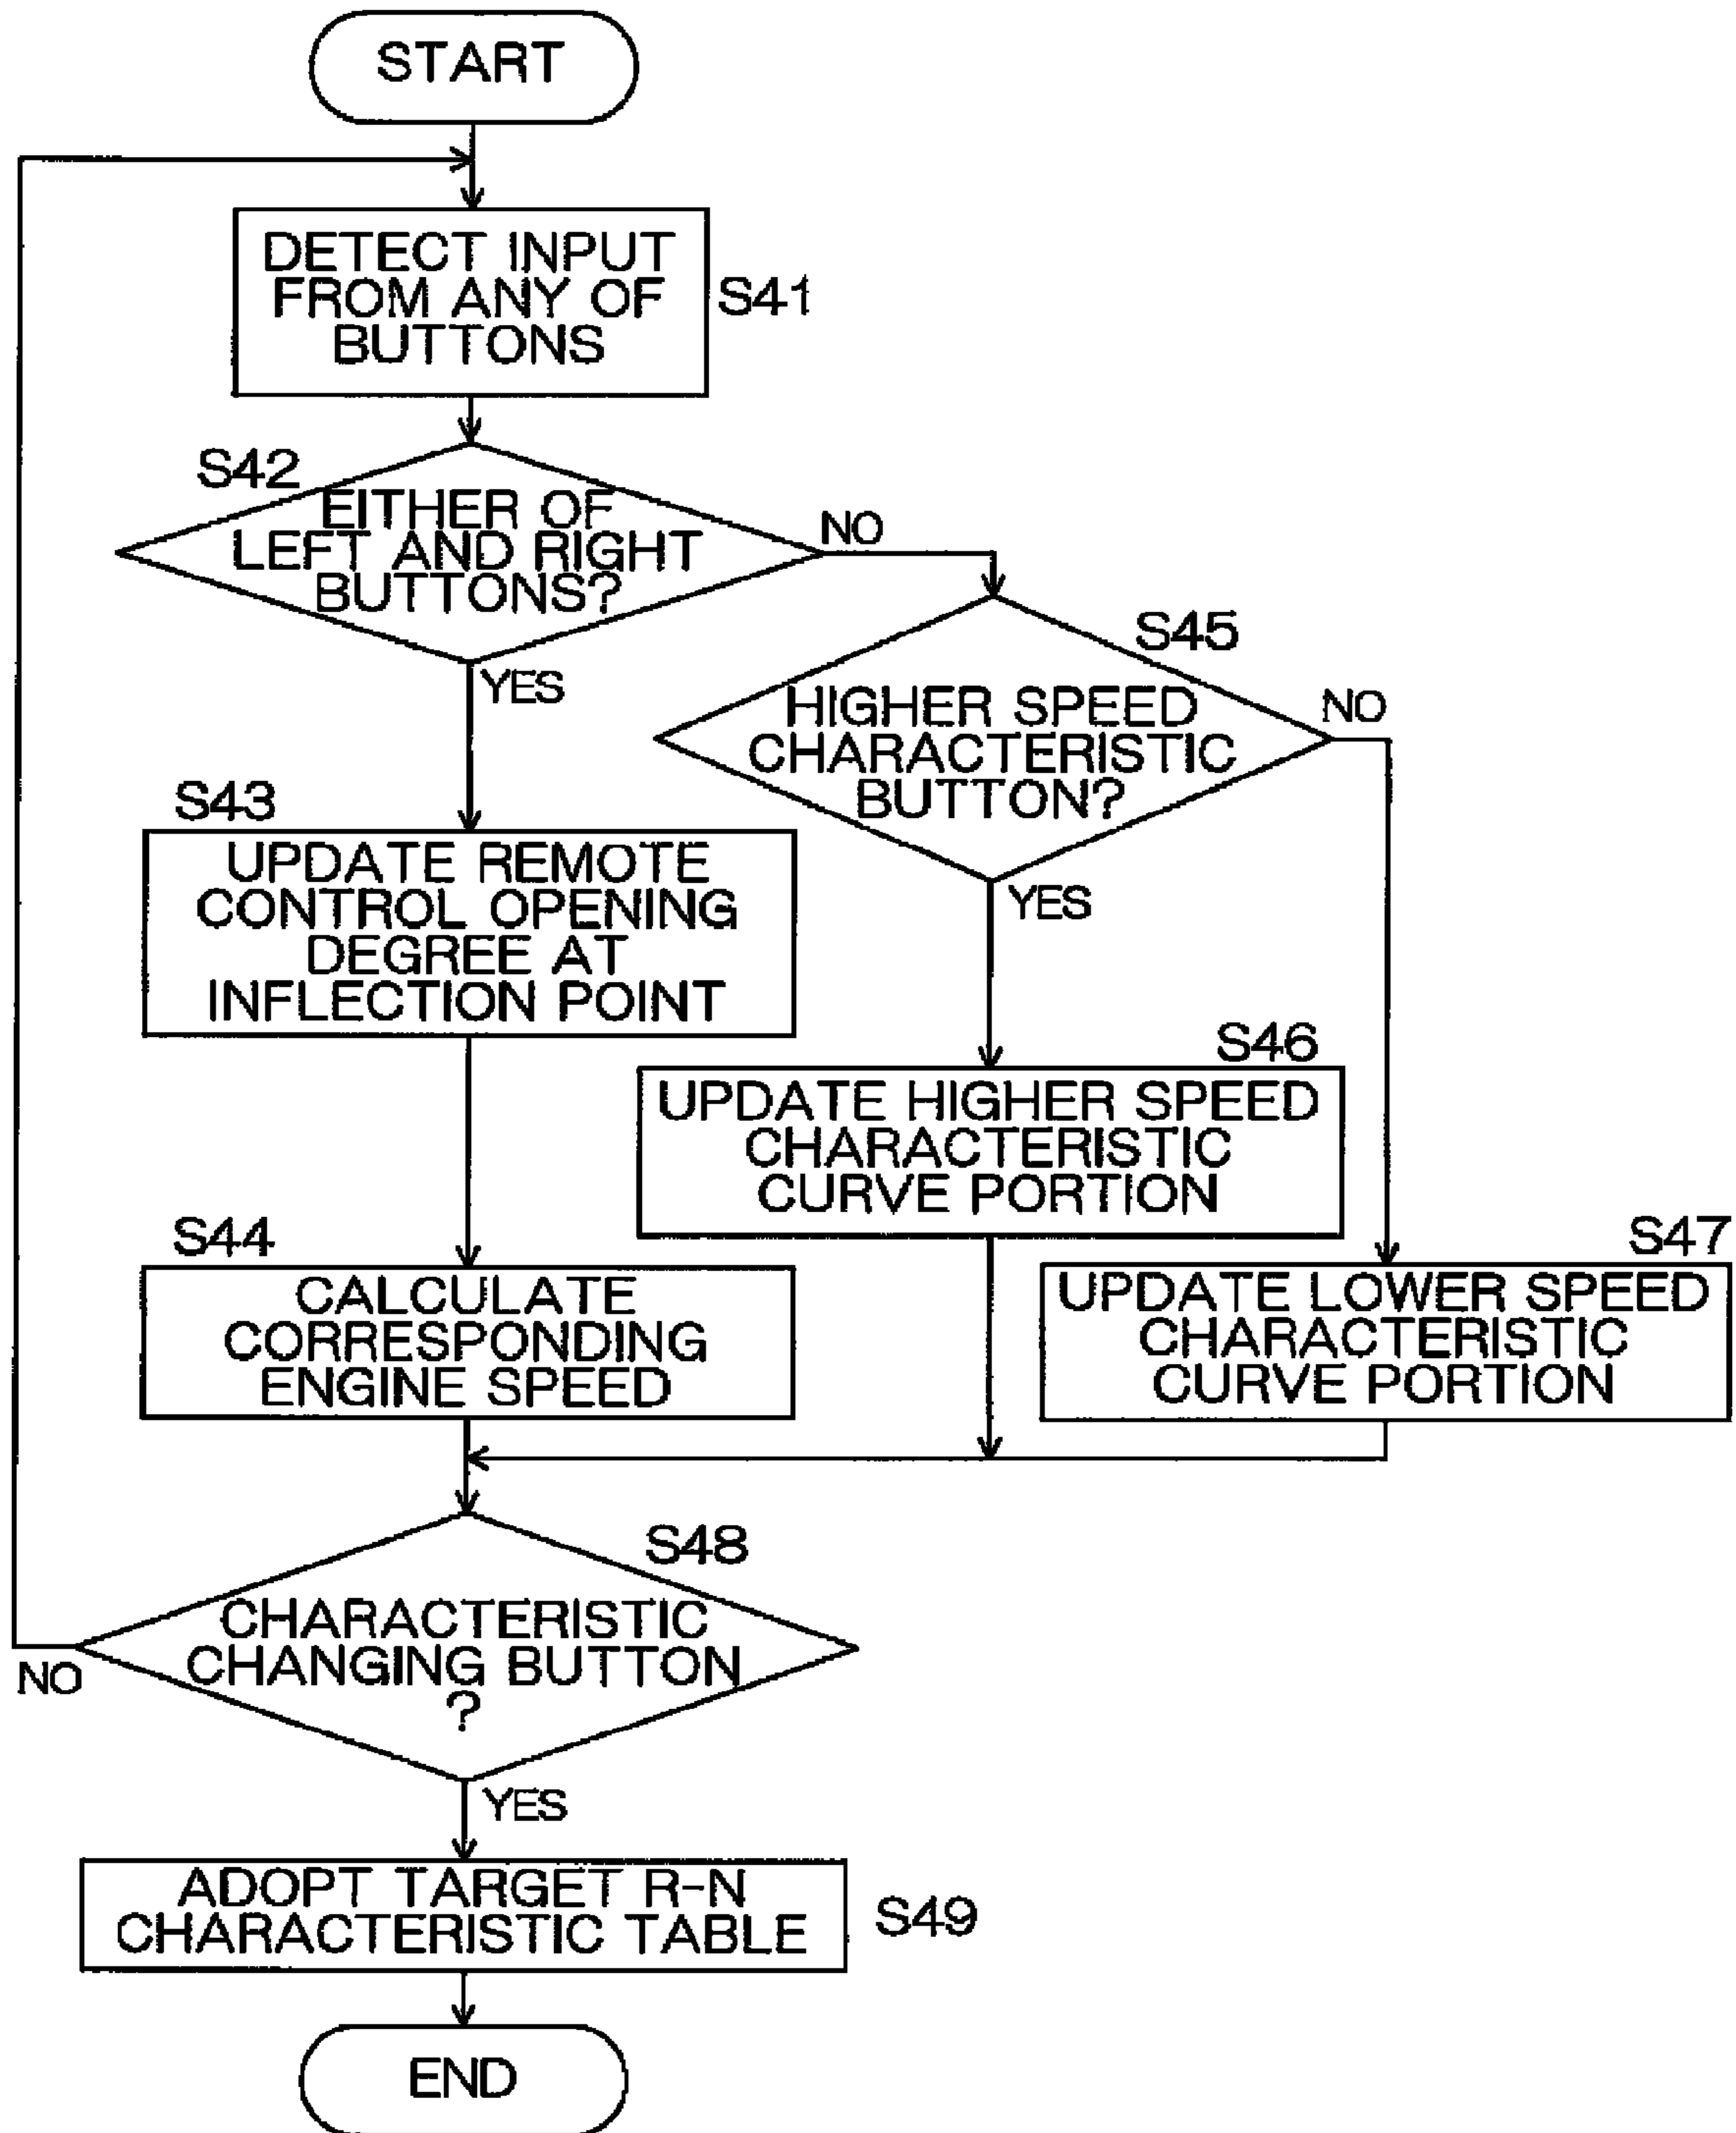 START
DETECT INPUT
FROM ANY OF
BUTTONS
S41
S42
EITHER OF
LEFT AND RIGHT
BUTTONS?
NO
YES
S45
HIGHER SPEED
CHARACTERISTIC
BUTTON?
NO
YES
S43
UPDATE REMOTE
CONTROL OPENING
DEGREE AT
INFLECTION POINT
S46
UPDATE HIGHER SPEED
CHARACTERISTIC
CURVE PORTION
S44
CALCULATE
CORRESPONDING
ENGINE SPEED
S47
UPDATE LOWER SPEED
CHARACTERISTIC
CURVE PORTION
S48
CHARACTERISTIC
CHANGING BUTTON
?
NO
YES
ADOPT TARGET R-N
CHARACTERISTIC TABLE
S49
END